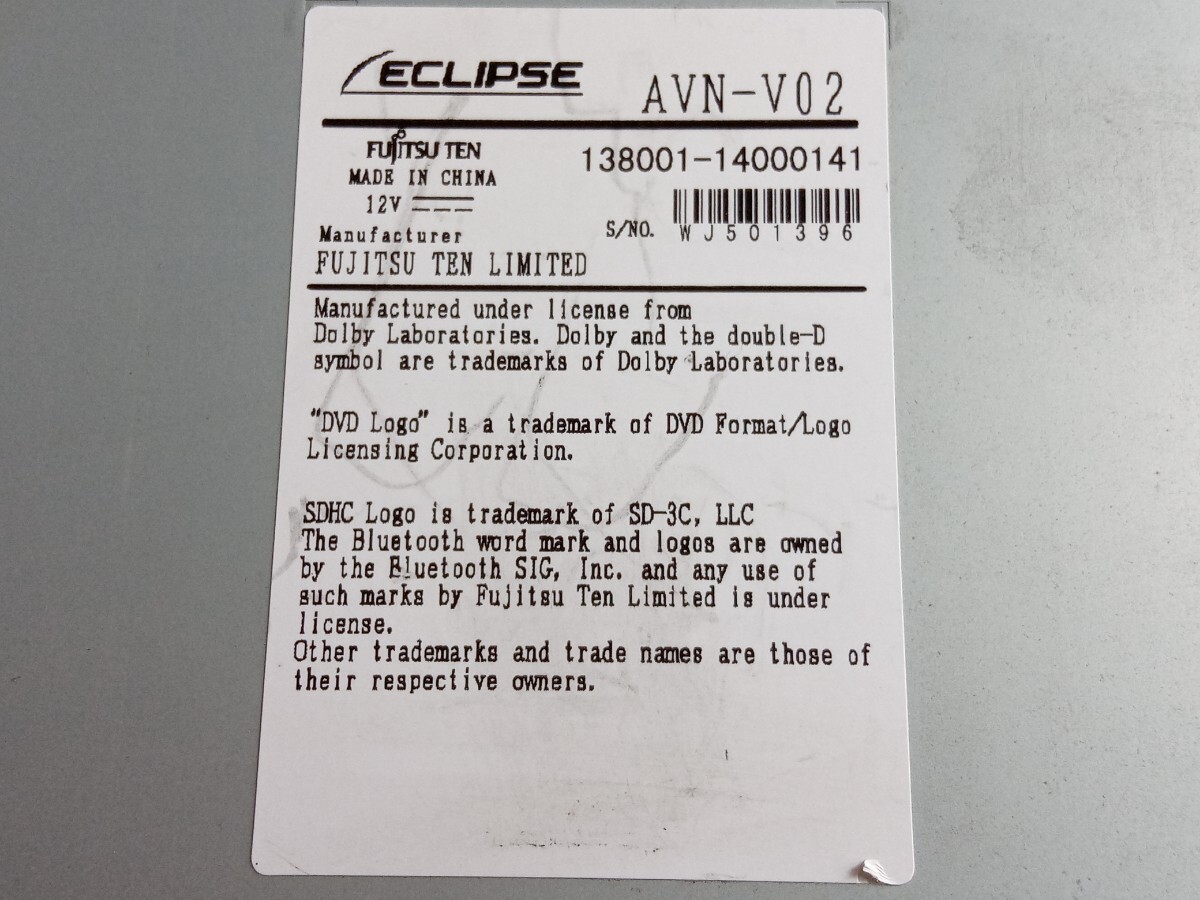 ECLIPSE AVN-V02
FUJITSU TEN 138001-14000141
MADE IN CHINA
12V
S/NO. WJ501396
Manufacturer
FUJITSU TEN LIMITED
Manufactured under license from
Dolby Laboratories. Dolby and the double-D
symbol are trademarks of Dolby Laboratories.
"DVD Logo" is a trademark of DVD Format/Logo
Licensing Corporation.
SDHC Logo is trademark of SD-3C, LLC
The Bluetooth word mark and logos are owned
by the Bluetooth SIG, Inc. and any use of
such marks by Fujitsu Ten Limited is under
license.
Other trademarks and trade names are those of
their respective owners.